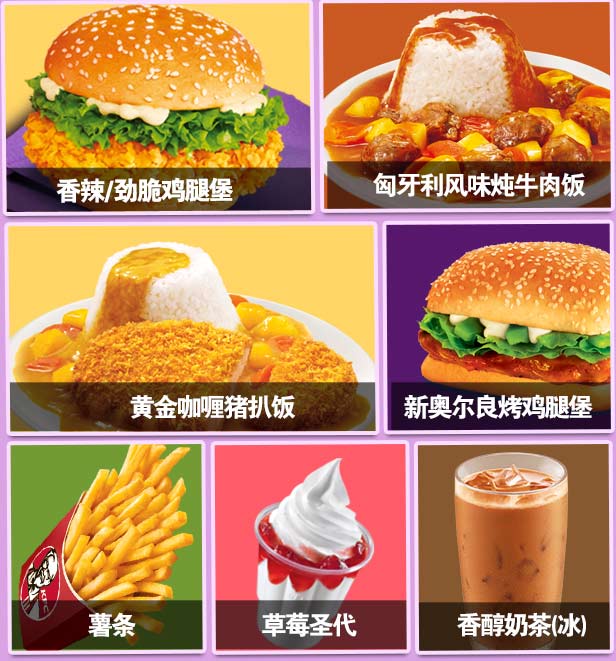 香辣/劲脆鸡腿堡
匈牙利风味炖牛肉饭
黄金咖喱猪扒饭
新奥尔良烤鸡腿堡
KFC
薯条
草莓圣代
香醇奶茶(冰)